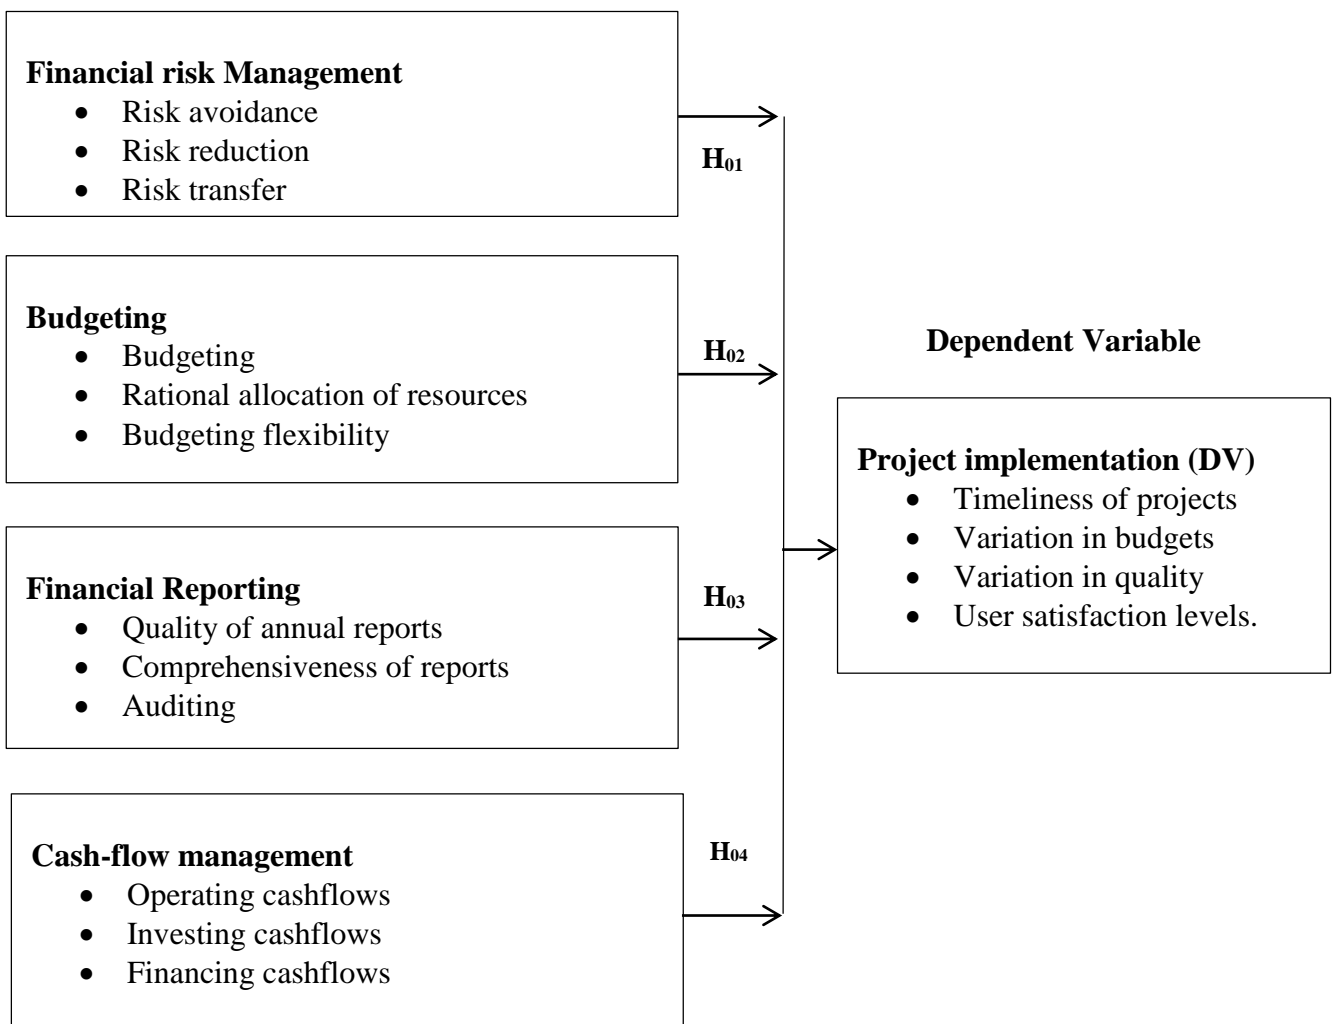 Financial risk Management
• Risk avoidance
• Risk reduction
• Risk transfer
H01
Budgeting
• Budgeting
• Rational allocation of resources
• Budgeting flexibility
H02
Financial Reporting
• Quality of annual reports
• Comprehensiveness of reports
• Auditing
H03
Cash-flow management
• Operating cashflows
• Investing cashflows
• Financing cashflows
H04
Dependent Variable
Project implementation (DV)
• Timeliness of projects
• Variation in budgets
• Variation in quality
• User satisfaction levels.